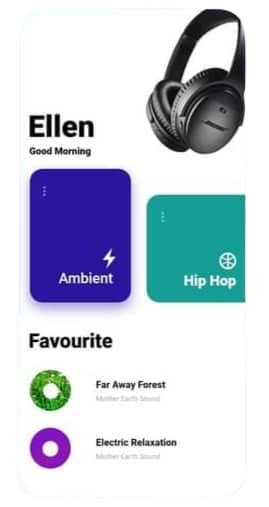 Ellen
Good Morning
BOSE
Ambient
Hip Hop
Favourite
Far Away Forest
Mother Earth Sound
Electric Relaxation
Mother Earth Sound